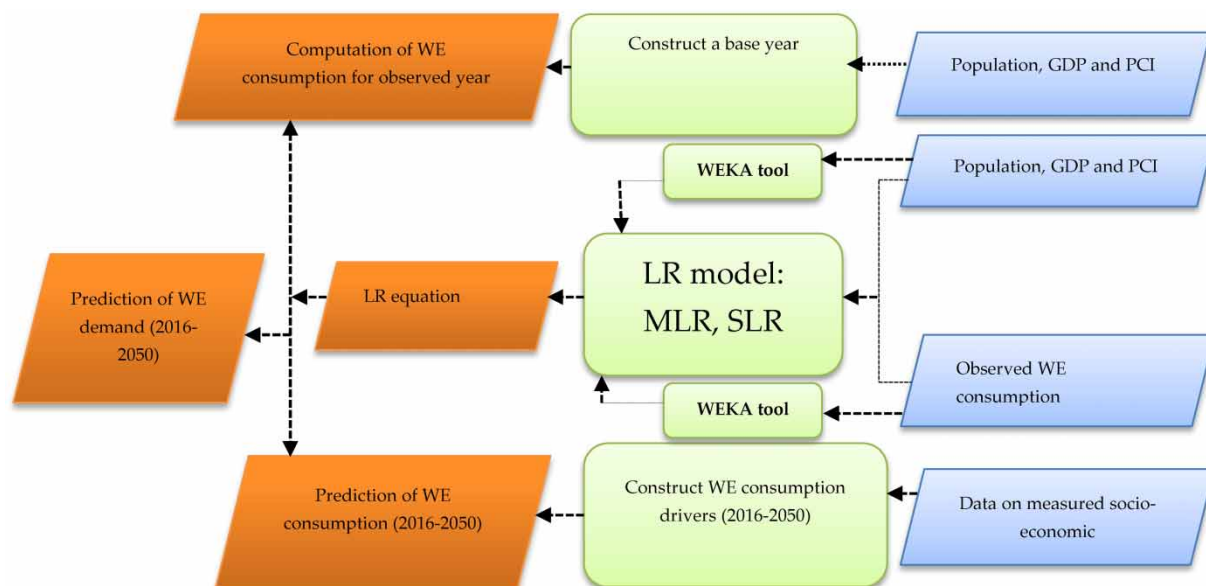 Computation of WE
consumption for observed year
Construct a base year
Population, GDP and PCI
WEKA tool
Population, GDP and PCI
Prediction of WE
demand (2016-
2050)
LR equation
LR model:
MLR, SLR
Observed WE
consumption
WEKA tool
Prediction of WE
consumption (2016-2050)
Construct WE consumption
drivers (2016-2050)
Data on measured socio-
economic